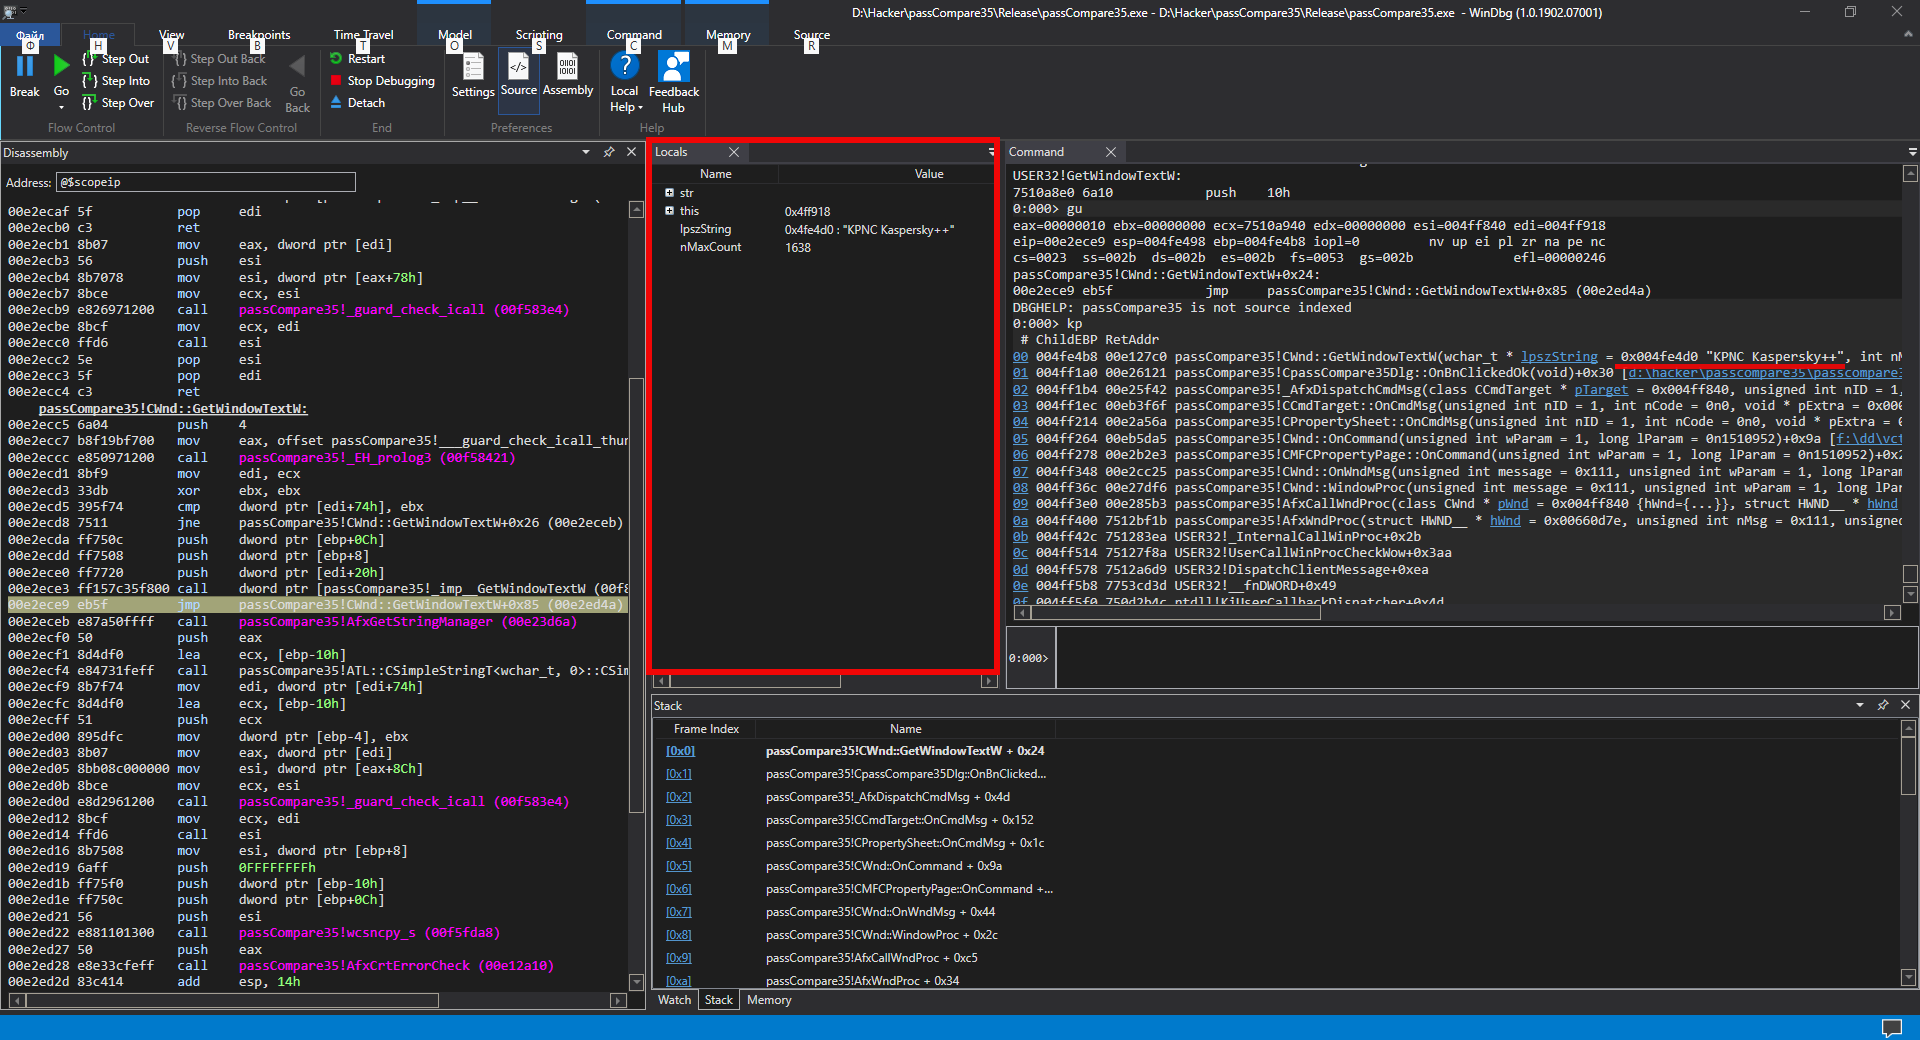 D:\Hacker\passCompare35\Release\passCompare35.exe - D:\Hacker\passCompare35\Release\passCompare35.exe - WinDbg (1.0.1902.07001)
Файл Home View Breakpoints Time Travel Model Scripting Command Memory Source
Ф H V B T O S C M R
Break
Go
Step Out
Step Into
Step Over
Flow Control
Step Out Back
Step Into Back
Step Over Back
Go Back
Reverse Flow Control
Restart
Stop Debugging
Detach
End
Settings
Source
Assembly
Preferences
Local Help
Feedback Hub
Help
Disassembly
Address: @$scopeip
00e2ecaf 5f pop edi
00e2ecb0 c3 ret
00e2ecb1 8b07 mov eax, dword ptr [edi]
00e2ecb3 56 push esi
00e2ecb4 8b7078 mov esi, dword ptr [eax+78h]
00e2ecb7 8bce mov ecx, esi
00e2ecb9 e826971200 call passCompare35!_guard_check_icall (00f583e4)
00e2ecbe 8bcf mov ecx, edi
00e2ecc0 ffd6 call esi
00e2ecc2 5e pop esi
00e2ecc3 5f pop edi
00e2ecc4 c3 ret
passCompare35!CWnd::GetWindowTextW:
00e2ecc5 6a04 push 4
00e2ecc7 b8f19bf700 mov eax, offset passCompare35!___guard_check_icall_thun
00e2eccc e850971200 call passCompare35!_EH_prolog3 (00f58421)
00e2ecd1 8bf9 mov edi, ecx
00e2ecd3 33db xor ebx, ebx
00e2ecd5 395f74 cmp dword ptr [edi+74h], ebx
00e2ecd8 7511 jne passCompare35!CWnd::GetWindowTextW+0x26 (00e2eceb)
00e2ecda ff750c push dword ptr [ebp+0Ch]
00e2ecdd ff7508 push dword ptr [ebp+8]
00e2ece0 ff7720 push dword ptr [edi+20h]
00e2ece3 ff157c35f800 call dword ptr [passCompare35!_imp__GetWindowTextW (00f8
00e2ece9 eb5f jmp passCompare35!CWnd::GetWindowTextW+0x85 (00e2ed4a)
00e2eceb e87a50ffff call passCompare35!AfxGetStringManager (00e23d6a)
00e2ecf0 50 push eax
00e2ecf1 8d4df0 lea ecx, [ebp-10h]
00e2ecf4 e84731feff call passCompare35!ATL::CSimpleStringT<wchar_t, 0>::CSim
00e2ecf9 8b7f74 mov edi, dword ptr [edi+74h]
00e2ecfc 8d4df0 lea ecx, [ebp-10h]
00e2ecff 51 push ecx
00e2ed00 895dfc mov dword ptr [ebp-4], ebx
00e2ed03 8b07 mov eax, dword ptr [edi]
00e2ed05 8bb08c000000 mov esi, dword ptr [eax+8Ch]
00e2ed0b 8bce mov ecx, esi
00e2ed0d e8d2961200 call passCompare35!_guard_check_icall (00f583e4)
00e2ed12 8bcf mov ecx, edi
00e2ed14 ffd6 call esi
00e2ed16 8b7508 mov esi, dword ptr [ebp+8]
00e2ed19 6aff push 0FFFFFFFFh
00e2ed1b ff75f0 push dword ptr [ebp-10h]
00e2ed1e ff750c push dword ptr [ebp+0Ch]
00e2ed21 56 push esi
00e2ed22 e881101300 call passCompare35!wcsncpy_s (00f5fda8)
00e2ed27 50 push eax
00e2ed28 e8e33cfeff call passCompare35!AfxCrtErrorCheck (00e12a10)
00e2ed2d 83c414 add esp, 14h
Locals
Name Value
str
this 0x4ff918
lpszString 0x4fe4d0 : "KPNC Kaspersky++"
nMaxCount 1638
Command
USER32!GetWindowTextW:
7510a8e0 6a10 push 10h
0:000> gu
eax=00000010 ebx=00000000 ecx=7510a940 edx=00000000 esi=004ff840 edi=004ff918
eip=00e2ece9 esp=004fe498 ebp=004fe4b8 iopl=0 nv up ei pl zr na pe nc
cs=0023 ss=002b ds=002b es=002b fs=0053 gs=002b efl=00000246
passCompare35!CWnd::GetWindowTextW+0x24:
00e2ece9 eb5f jmp passCompare35!CWnd::GetWindowTextW+0x85 (00e2ed4a)
DBGHELP: passCompare35 is not source indexed
0:000> kp
# ChildEBP RetAddr
00 004fe4b8 00e127c0 passCompare35!CWnd::GetWindowTextW(wchar_t * lpszString = 0x004fe4d0 "KPNC Kaspersky++", int nM
01 004ff1a0 00e26121 passCompare35!CpassCompare35Dlg::OnBnClickedOk(void)+0x30 [d:\hacker\passcompare35\passcompare3
02 004ff1b4 00e25f42 passCompare35!_AfxDispatchCmdMsg(class CCmdTarget * pTarget = 0x004ff840, unsigned int nID = 1,
03 004ff1ec 00eb3f6f passCompare35!CCmdTarget::OnCmdMsg(unsigned int nID = 1, int nCode = 0n0, void * pExtra = 0x000
04 004ff214 00e2a56a passCompare35!CPropertySheet::OnCmdMsg(unsigned int nID = 1, int nCode = 0n0, void * pExtra = 0
05 004ff264 00eb5da5 passCompare35!CWnd::OnCommand(unsigned int wParam = 1, long lParam = 0n1510952)+0x9a [f:\dd\vct
06 004ff278 00e2b2e3 passCompare35!CMFCPropertyPage::OnCommand(unsigned int wParam = 1, long lParam = 0n1510952)+0x2
07 004ff348 00e2cc25 passCompare35!CWnd::OnWndMsg(unsigned int message = 0x111, unsigned int wParam = 1, long lParam
08 004ff36c 00e27df6 passCompare35!CWnd::WindowProc(unsigned int message = 0x111, unsigned int wParam = 1, long lPar
09 004ff3e0 00e285b3 passCompare35!AfxCallWndProc(class CWnd * pWnd = 0x004ff840 {hWnd={...}}, struct HWND__ * hWnd
0a 004ff400 7512bf1b passCompare35!AfxWndProc(struct HWND__ * hWnd = 0x00660d7e, unsigned int nMsg = 0x111, unsigned
0b 004ff42c 751283ea USER32!_InternalCallWinProc+0x2b
0c 004ff514 75127f8a USER32!UserCallWinProcCheckWow+0x3aa
0d 004ff578 7512a6d9 USER32!DispatchClientMessage+0xea
0e 004ff5b8 7753cd3d USER32!__fnDWORD+0x49
0f 004ff5f0 750d2b4c ntdll!KiUserCallbackDispatcher+0x4d
0:000>
Stack
Frame Index Name
[0x0] passCompare35!CWnd::GetWindowTextW + 0x24
[0x1] passCompare35!CpassCompare35Dlg::OnBnClicked...
[0x2] passCompare35!_AfxDispatchCmdMsg + 0x4d
[0x3] passCompare35!CCmdTarget::OnCmdMsg + 0x152
[0x4] passCompare35!CPropertySheet::OnCmdMsg + 0x1c
[0x5] passCompare35!CWnd::OnCommand + 0x9a
[0x6] passCompare35!CMFCPropertyPage::OnCommand +...
[0x7] passCompare35!CWnd::OnWndMsg + 0x44
[0x8] passCompare35!CWnd::WindowProc + 0x2c
[0x9] passCompare35!AfxCallWndProc + 0xc5
[0xa] passCompare35!AfxWndProc + 0x34
Watch Stack Memory